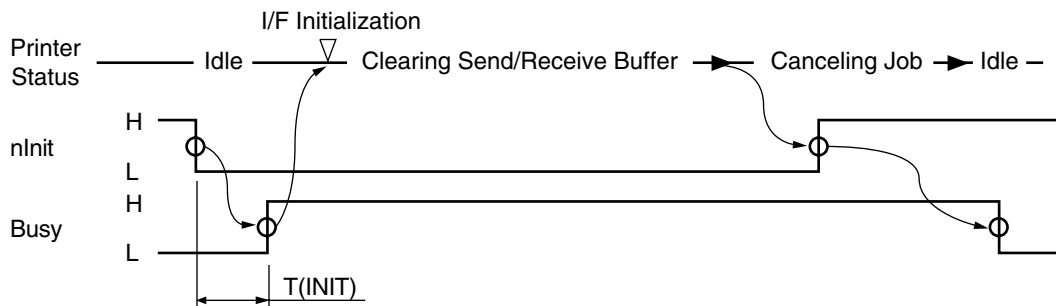 I/F Initialization
Printer Status
Idle
Clearing Send/Receive Buffer
Canceling Job
Idle
H
nInit
L
H
Busy
L
T(INIT)